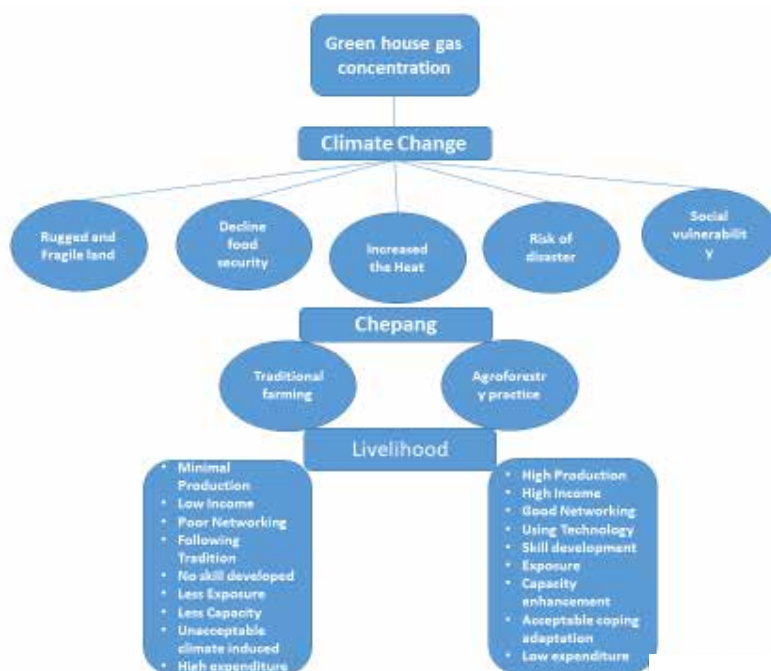 Green house gas
concentration
Climate Change
Rugged and
Fragile land
Decline
food
security
Increased
the Heat
Risk of
disaster
Social
vulnerabilit
y
Chepang
Traditional
farming
Agroforestr
y practice
Livelihood
• Minimal
Production
• Low Income
• Poor Networking
• Following
Tradition
• No skill developed
• Less Exposure
• Less Capacity
• Unacceptable
climate induced
• High expenditure
• High Production
• High Income
• Good Networking
• Using Technology
• Skill development
• Exposure
• Capacity
enhancement
• Acceptable coping
adaptation
• Low expenditure